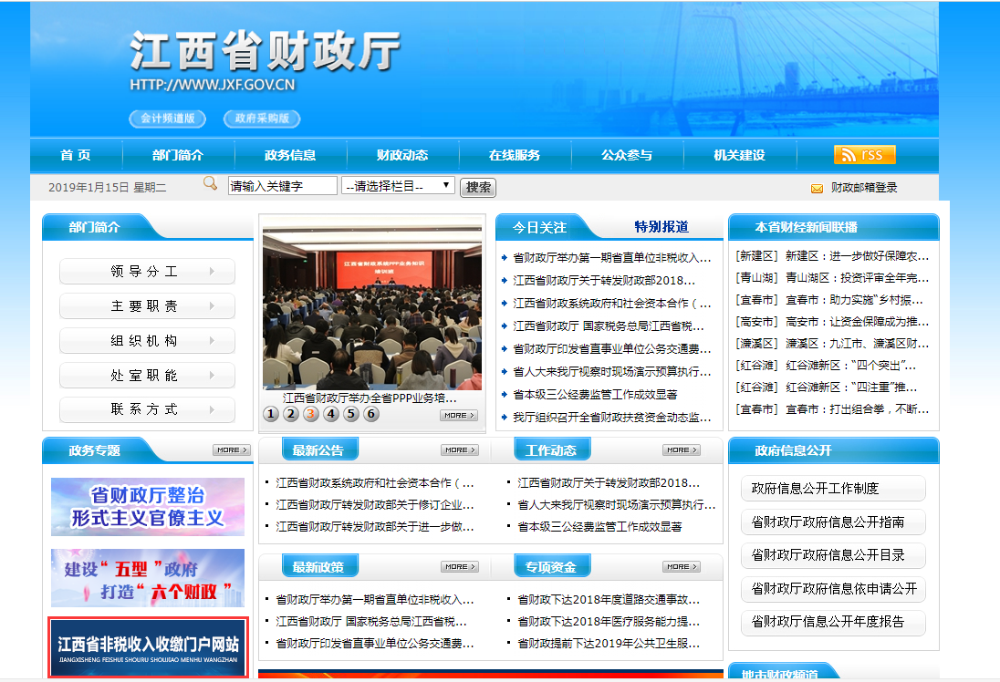 江西省财政厅
HTTP://WWW.JXF.GOV.CN
会计频道版 政府采购版
首 页 部门简介 政务信息 财政动态 在线服务 公众参与 机关建设 RSS
2019年1月15日 星期二 请输入关键字 --请选择栏目-- 搜索 财政邮箱登录
部门简介
领 导 分 工
主 要 职 责
组 织 机 构
处 室 职 能
联 系 方 式
江西省财政系统PPP业务知识
培训班
江西省财政厅举办全省PPP业务培...
1 2 3 4 5 6 MORE
今日关注 特别报道
省财政厅举办第一期省直单位非税收入...
江西省财政厅关于转发财政部2018...
江西省财政系统政府和社会资本合作（...
江西省财政厅 国家税务总局江西省税...
省财政厅印发省直事业单位公务交通费...
省人大来我厅视察时现场演示预算执行...
省本级三公经费监管工作成效显著
我厅组织召开全省财政扶贫资金动态监...
本省财经新闻联播
[新建区] 新建区：进一步做好保障农...
[青山湖] 青山湖区：投资评审全年完...
[宜春市] 宜春市：助力实施“乡村振...
[高安市] 高安市：让资金保障成为推...
[濂溪区] 濂溪区：九江市、濂溪区财...
[红谷滩] 红谷滩新区：“四个突出”...
[红谷滩] 红谷滩新区：“四注重”推...
[宜春市] 宜春市：打出组合拳，不断...
政务专题 MORE
省财政厅整治
形式主义官僚主义
建设“五型”政府
打造“六个财政”
江西省非税收入收缴门户网站
JIANGXISHENG FEISHUI SHOURU SHOUJIAO MENHU WANGZHAN
最新公告 MORE
江西省财政系统政府和社会资本合作（...
江西省财政厅转发财政部关于修订企业...
江西省财政厅转发财政部关于进一步做...
工作动态 MORE
江西省财政厅关于转发财政部2018...
省人大来我厅视察时现场演示预算执行...
省本级三公经费监管工作成效显著
最新政策 MORE
省财政厅举办第一期省直单位非税收入...
江西省财政厅 国家税务总局江西省税...
省财政厅印发省直事业单位公务交通费...
专项资金 MORE
省财政下达2018年度道路交通事故...
省财政下达2018年医疗服务能力提...
省财政提前下达2019年公共卫生服...
政府信息公开
政府信息公开工作制度
省财政厅政府信息公开指南
省财政厅政府信息公开目录
省财政厅政府信息依申请公开
省财政厅信息公开年度报告
地市财政频道